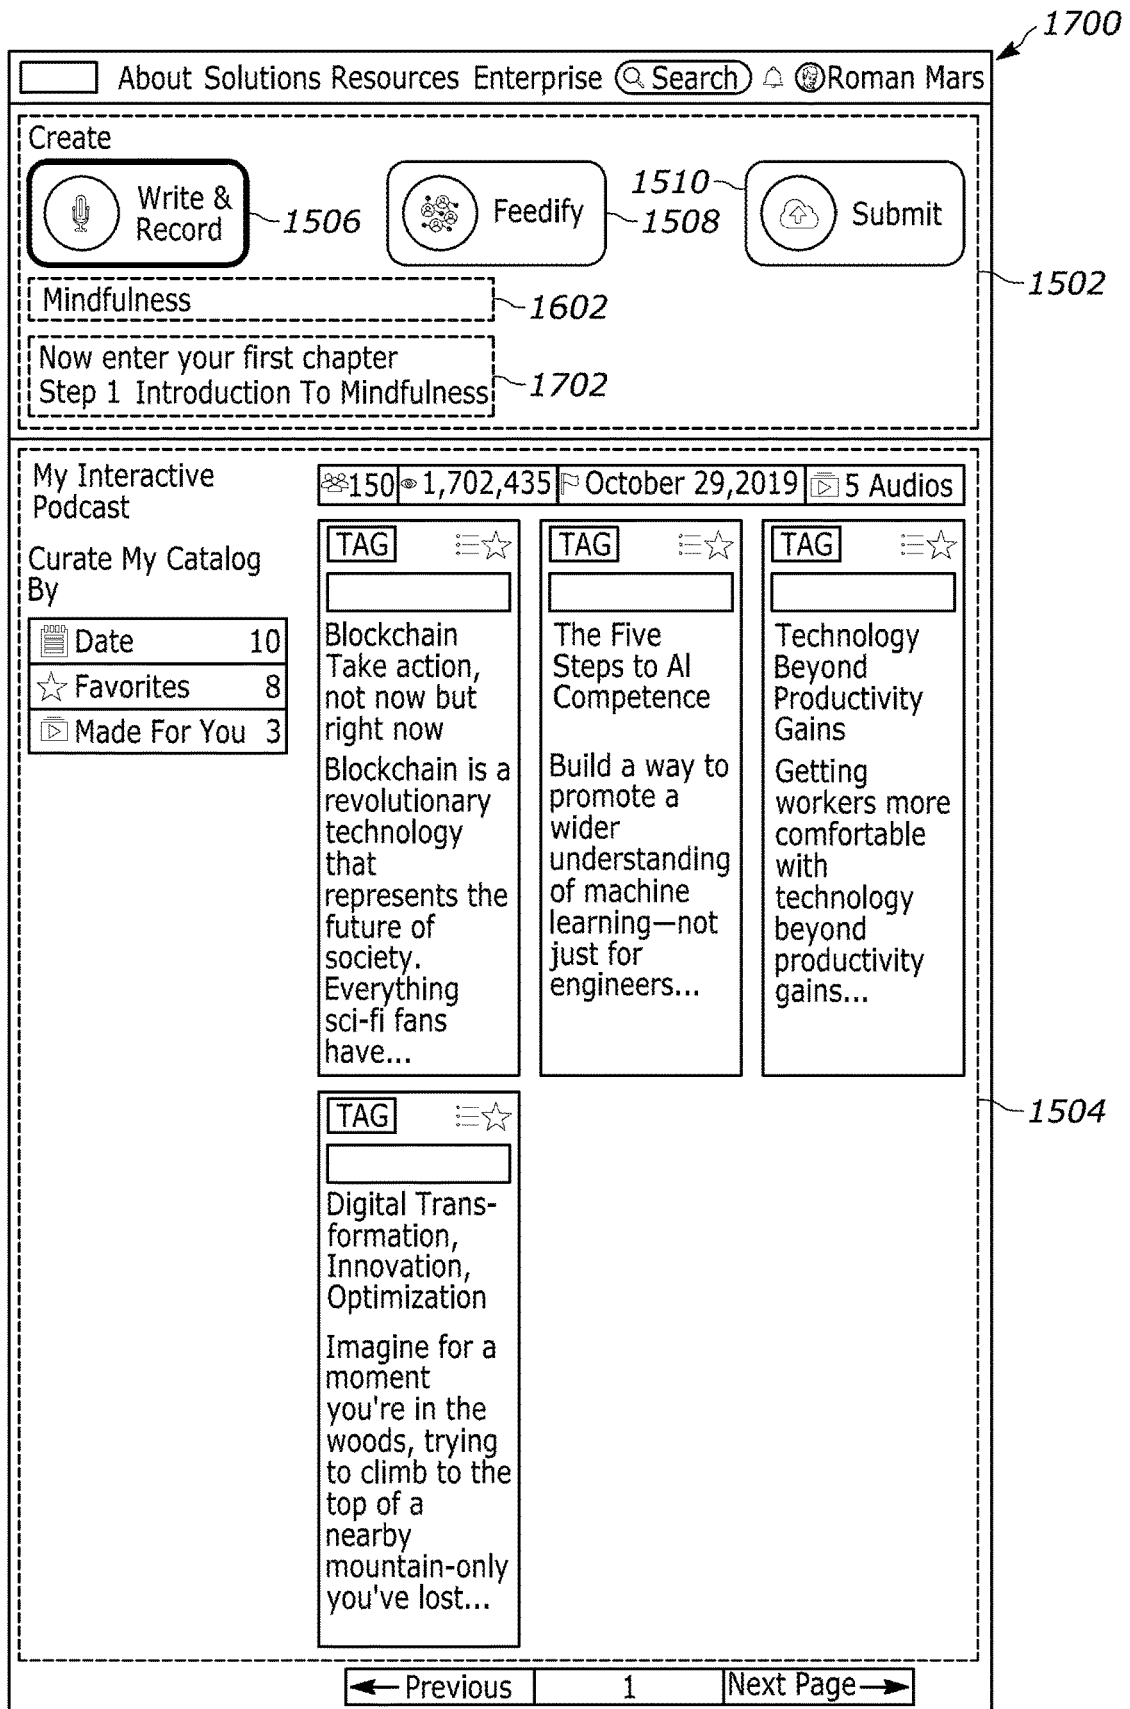 1700
About Solutions Resources Enterprise Search Roman Mars
Create
Write &
Record
1506
Feedify
1508
1510
Submit
1502
Mindfulness
1602
Now enter your first chapter
Step 1 Introduction To Mindfulness
1702
My Interactive
Podcast
150 1,702,435 October 29,2019 5 Audios
Curate My Catalog
By
Date 10
Favorites 8
Made For You 3
TAG
Blockchain
Take action,
not now but
right now
Blockchain is a
revolutionary
technology
that
represents the
future of
society.
Everything
sci-fi fans
have...
TAG
The Five
Steps to AI
Competence
Build a way to
promote a
wider
understanding
of machine
learning—not
just for
engineers...
TAG
Technology
Beyond
Productivity
Gains
Getting
workers more
comfortable
with
technology
beyond
productivity
gains...
1504
TAG
Digital Trans-
formation,
Innovation,
Optimization
Imagine for a
moment
you're in the
woods, trying
to climb to the
top of a
nearby
mountain-only
you've lost...
Previous 1 Next Page